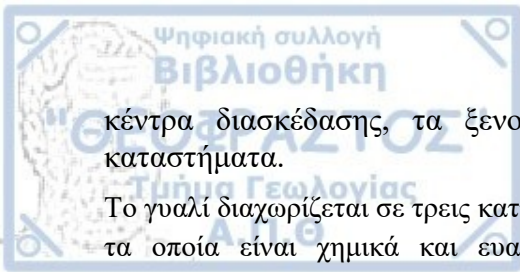 Ψηφιακή συλλογή
Βιβλιοθήκη
"ΘΕΟΦΡΑΣΤΟΣ"
κέντρα διασκέδασης, τα ξενο
καταστήματα.
Τμήμα Γεωλογίας
Το γυαλί διαχωρίζεται σε τρεις κατ
Α.Π.Θ
τα οποία είναι χημικά και ευα